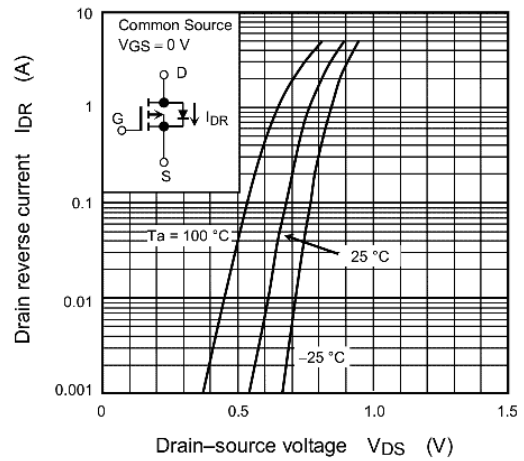 Common Source
VGS = 0 V
D
G
IDR
S
Ta = 100 °C
25 °C
−25 °C
Drain reverse current IDR (A)
10
1
0.1
0.01
0.001
0
0.5
1.0
1.5
Drain–source voltage VDS (V)